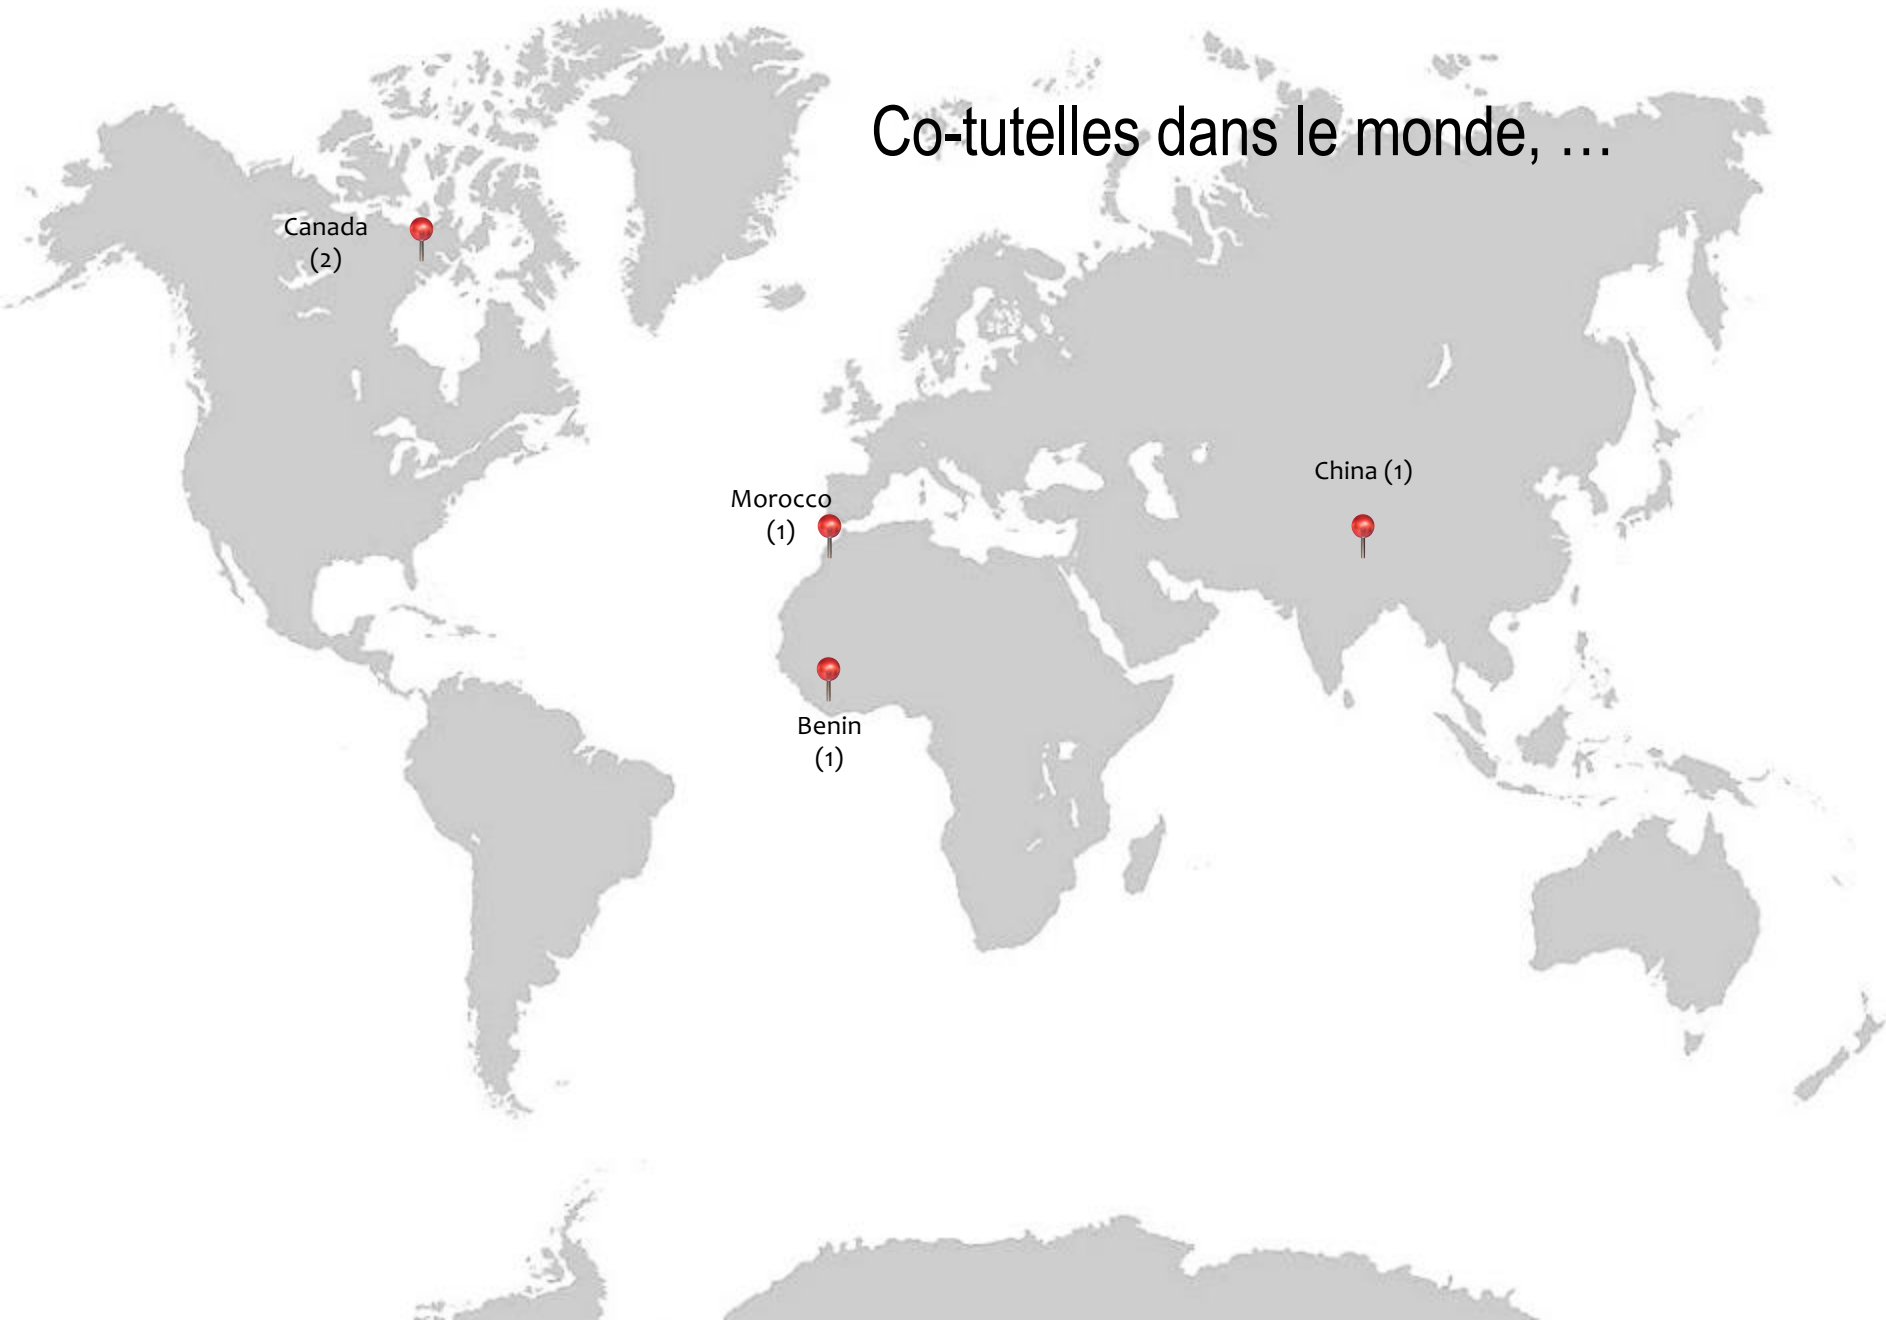 Co-tutelles dans le monde, …
Canada
(2)
China (1)
Morocco
(1)
Benin
(1)